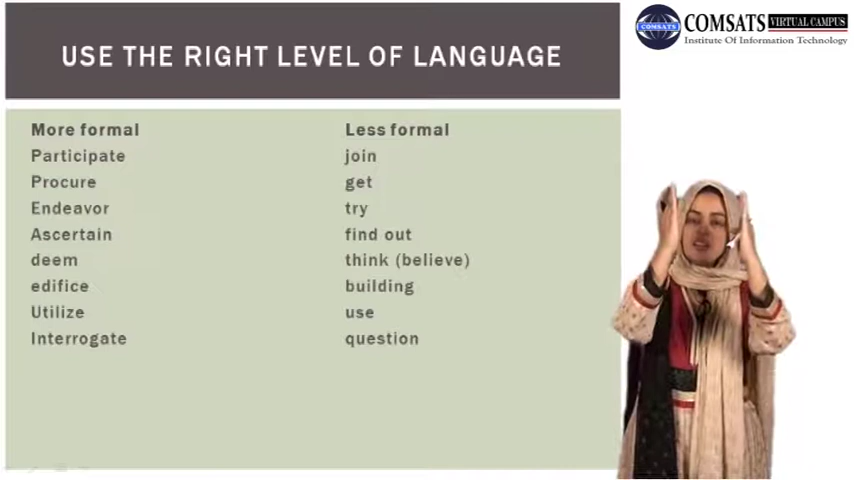 USE THE RIGHT LEVEL OF LANGUAGE
COMSATS VIRTUAL CAMPUS
Institute Of Information Technology
COMSATS
More formal Less formal
Participate join
Procure get
Endeavor try
Ascertain find out
deem think (believe)
edifice building
Utilize use
Interrogate question